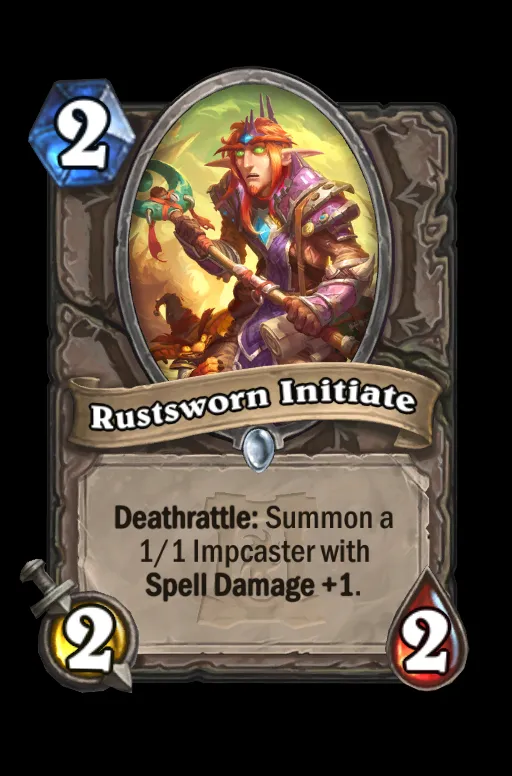 2
Rustsworn Initiate
Deathrattle: Summon a
1/1 Impcaster with
Spell Damage +1.
2
2